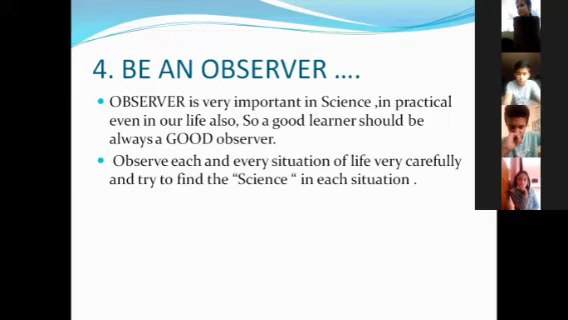 4. BE AN OBSERVER ....
OBSERVER is very important in Science ,in practical
even in our life also, So a good learner should be
always a GOOD observer.
Observe each and every situation of life very carefully
and try to find the “Science “ in each situation .